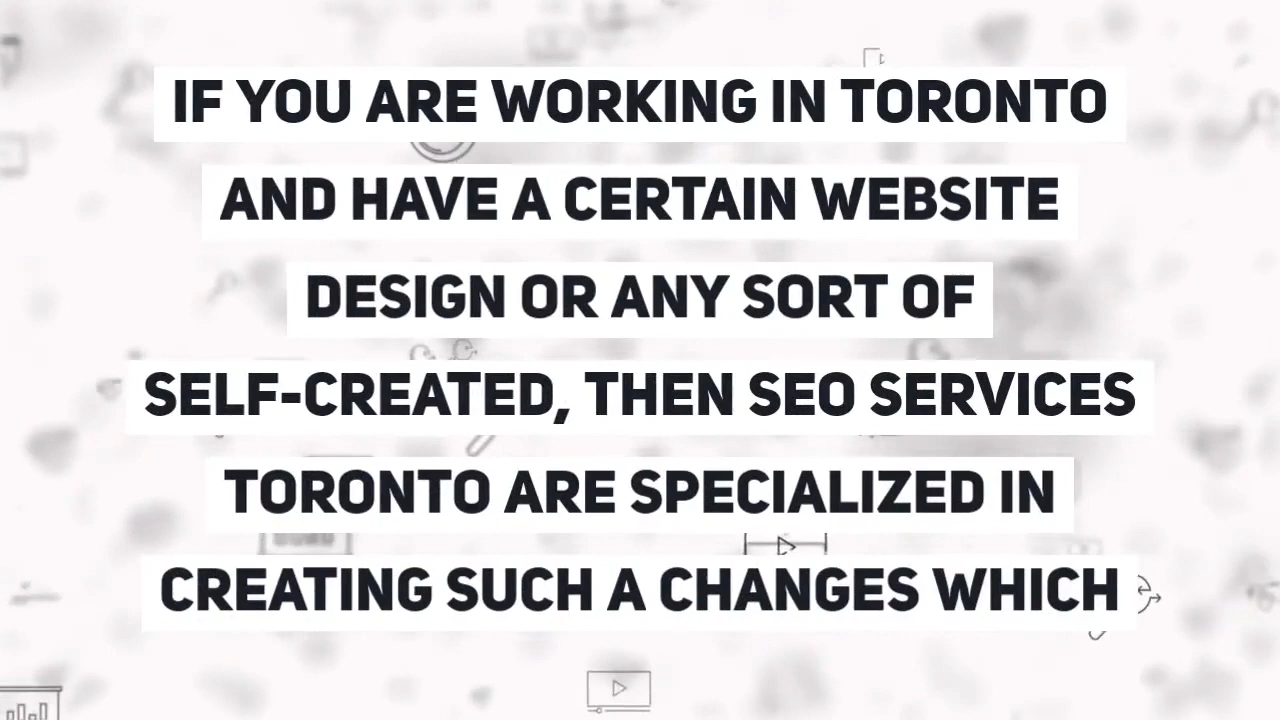 IF YOU ARE WORKING IN TORONTO
AND HAVE A CERTAIN WEBSITE
DESIGN OR ANY SORT OF
SELF-CREATED, THEN SEO SERVICES
TORONTO ARE SPECIALIZED IN
CREATING SUCH A CHANGES WHICH